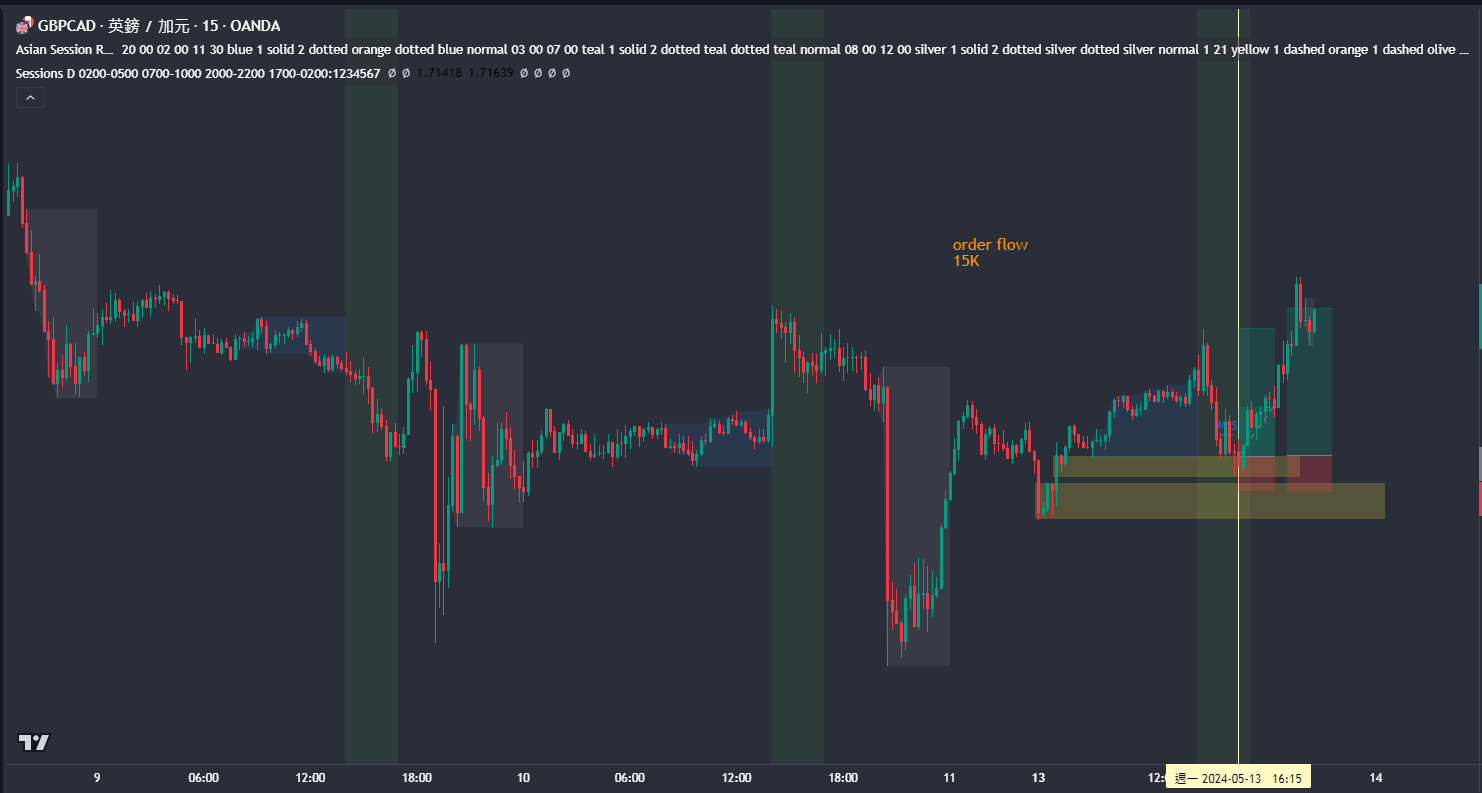 GBPCAD · 英鎊 / 加元 · 15 · OANDA
Asian Session R... 20 00 02 00 11 30 blue 1 solid 2 dotted orange dotted blue normal 03 00 07 00 teal 1 solid 2 dotted teal dotted teal normal 08 00 12 00 silver 1 solid 2 dotted silver dotted silver normal 1 21 yellow 1 dashed orange 1 dashed olive ...
Sessions D 0200-0500 0700-1000 2000-2200 1700-0200:1234567 Ø Ø 1.71418 1.71639 Ø Ø Ø Ø
order flow
15K
9 06:00 12:00 18:00 10 06:00 12:00 18:00 11 13 週一 2024-05-13 16:15 14